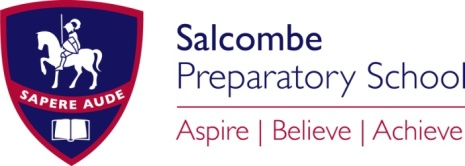 SAPERE AUDE
Salcombe
Preparatory School
Aspire | Believe | Achieve